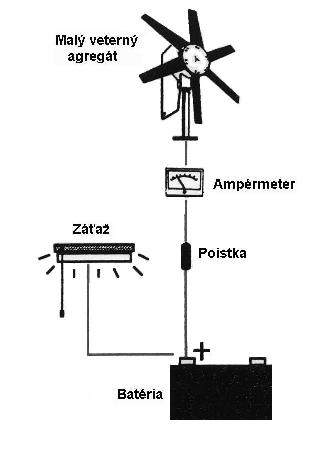 Malý veterný
agregát
Ampérmeter
Záťaž
Poistka
+
Batéria